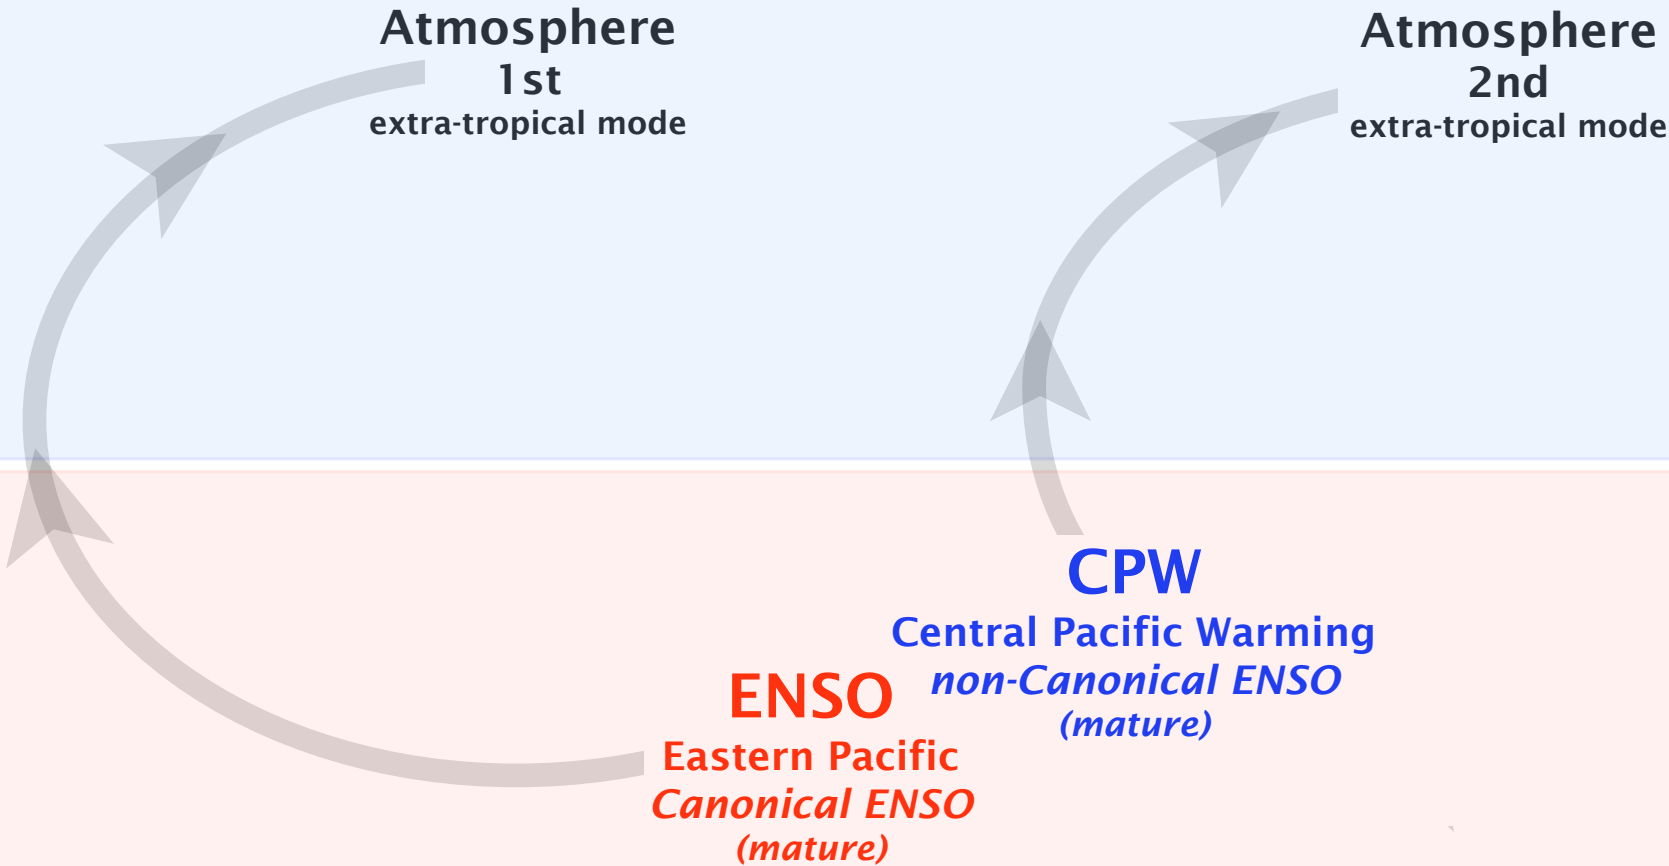 Atmosphere
1st
extra-tropical mode
Atmosphere
2nd
extra-tropical mode
CPW
Central Pacific Warming
non-Canonical ENSO
(mature)
ENSO
Eastern Pacific
Canonical ENSO
(mature)